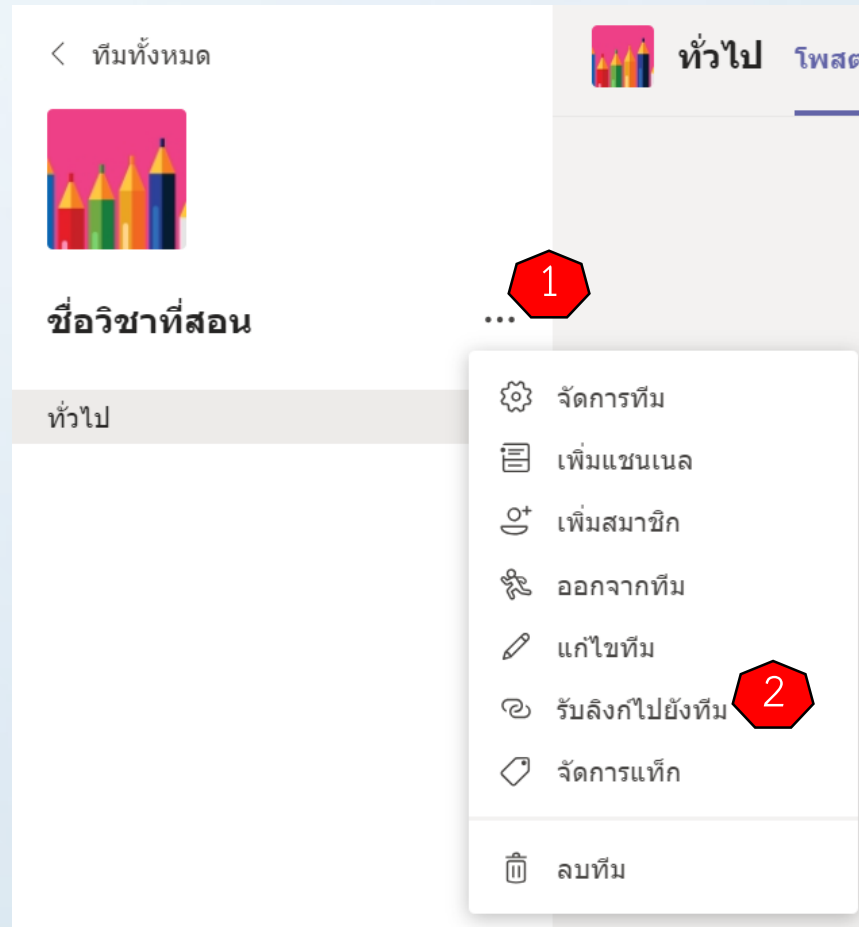 ทีมทั้งหมด
ทั่วไป โพสต
1
ชื่อวิชาที่สอน ...
ทั่วไป
จัดการทีม
เพิ่มแชนเนล
เพิ่มสมาชิก
ออกจากทีม
แก้ไขทีม
รับลิงก์ไปยังทีม 2
จัดการแท็ก
ลบทีม